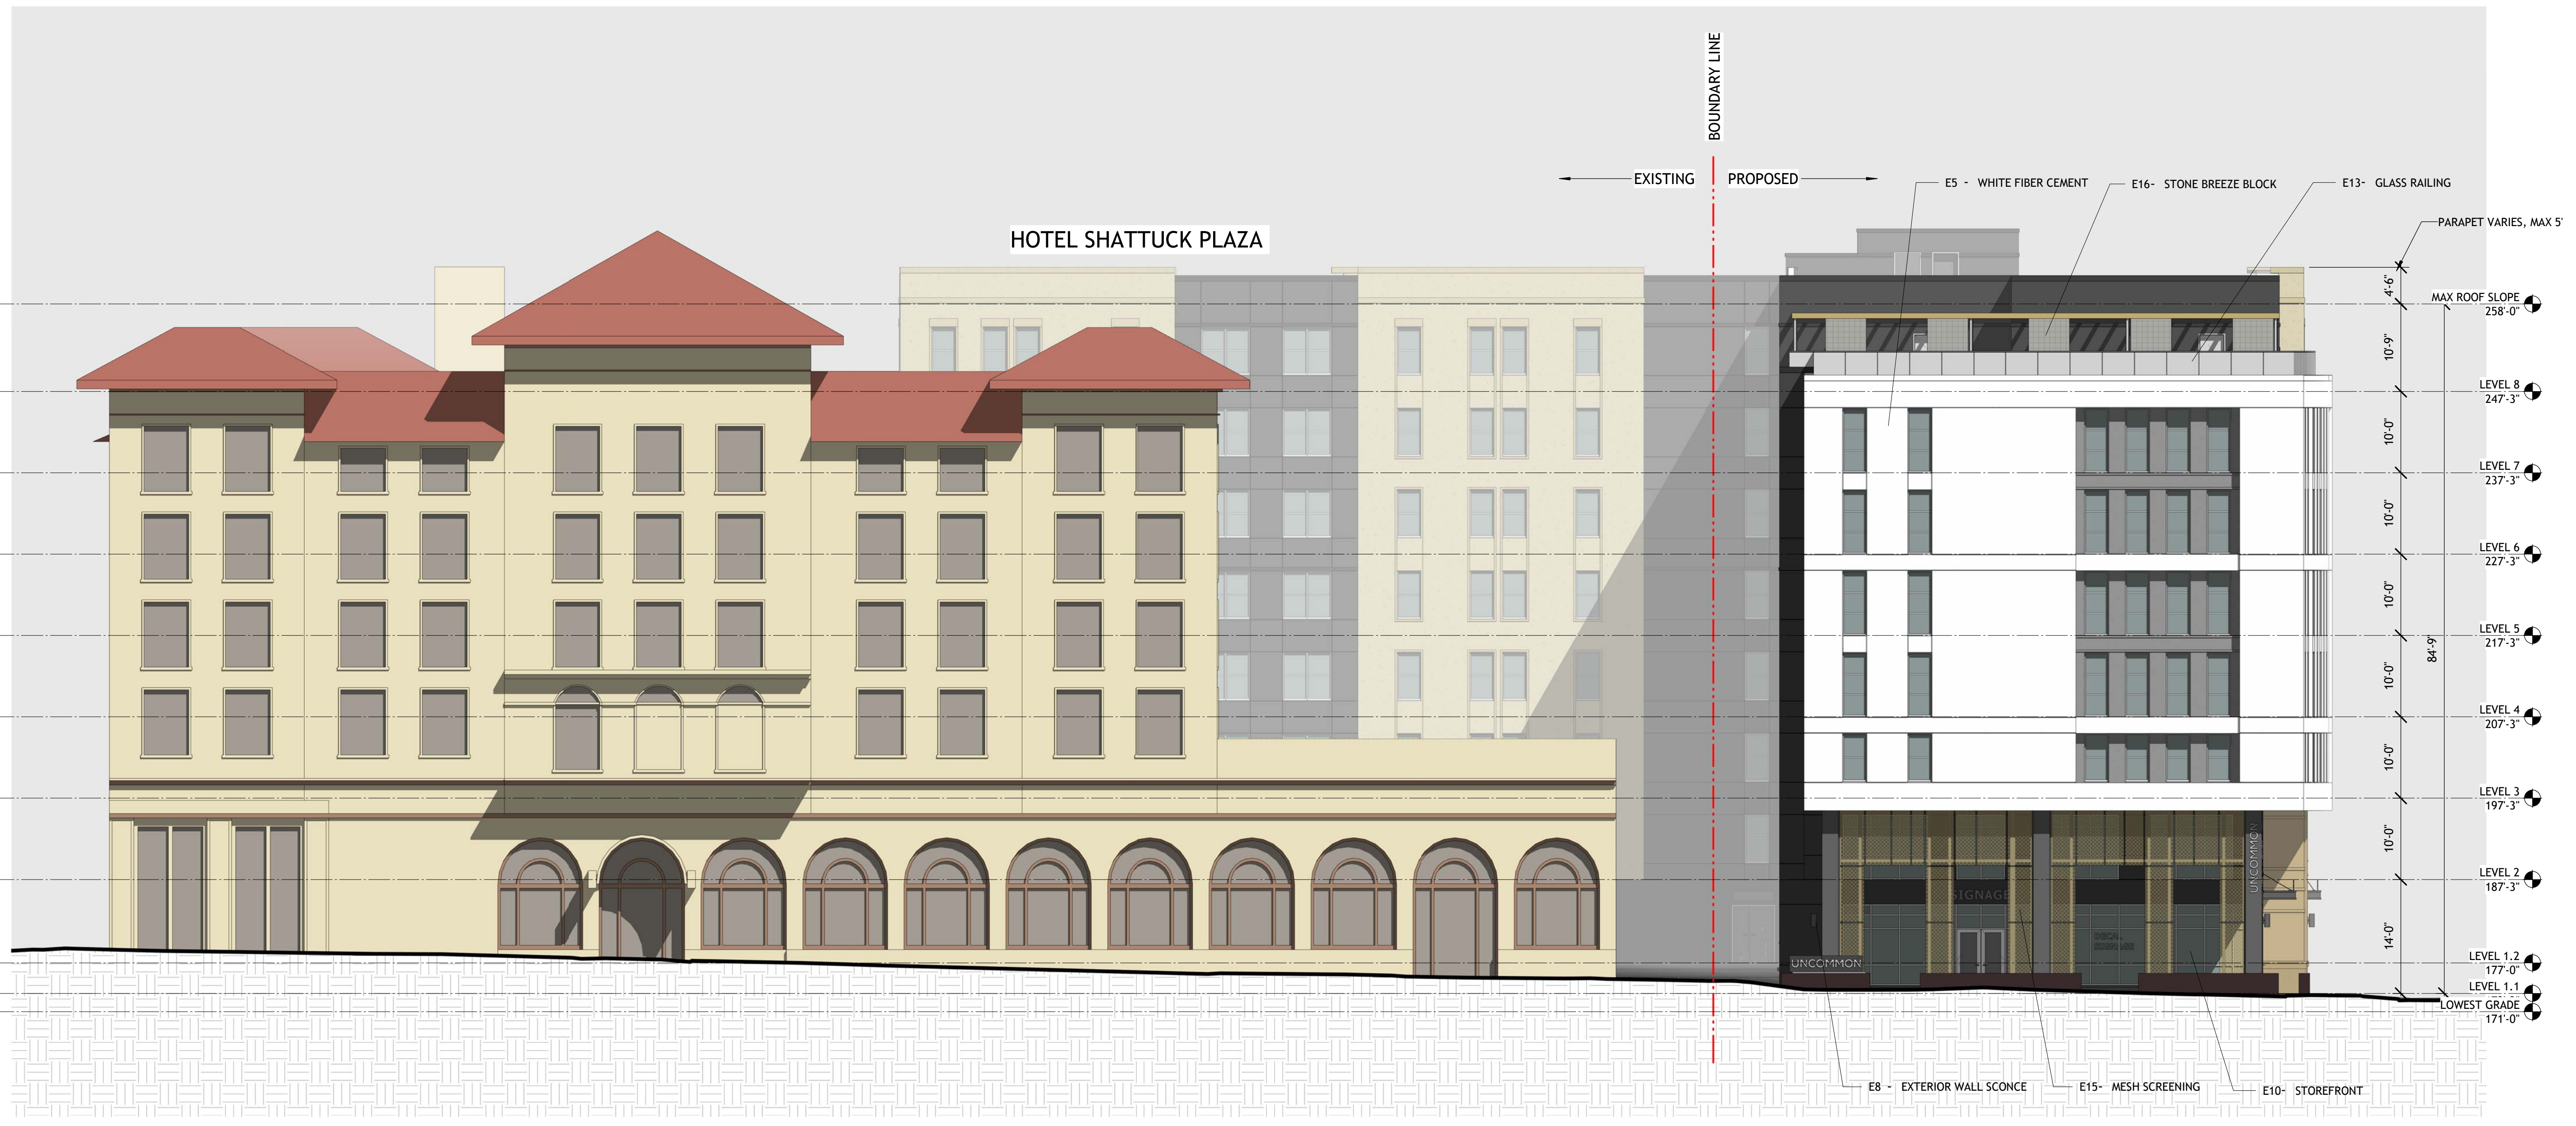 BOUNDARY LINE
EXISTING
PROPOSED
HOTEL SHATTUCK PLAZA
E5 - WHITE FIBER CEMENT
E16- STONE BREEZE BLOCK
E13- GLASS RAILING
PARAPET VARIES, MAX 5'
4'-6"
MAX ROOF SLOPE
258'-0"
10'-9"
LEVEL 8
247'-3"
10'-0"
LEVEL 7
237'-3"
10'-0"
LEVEL 6
227'-3"
10'-0"
LEVEL 5
217'-3"
84'-9"
10'-0"
LEVEL 4
207'-3"
10'-0"
LEVEL 3
197'-3"
10'-0"
LEVEL 2
187'-3"
14'-0"
LEVEL 1.2
177'-0"
LEVEL 1.1
LOWEST GRADE
171'-0"
UNCOMMON
SIGNAGE
DECAL
SIGNAGE
UNCOMMON
E8 - EXTERIOR WALL SCONCE
E15- MESH SCREENING
E10- STOREFRONT